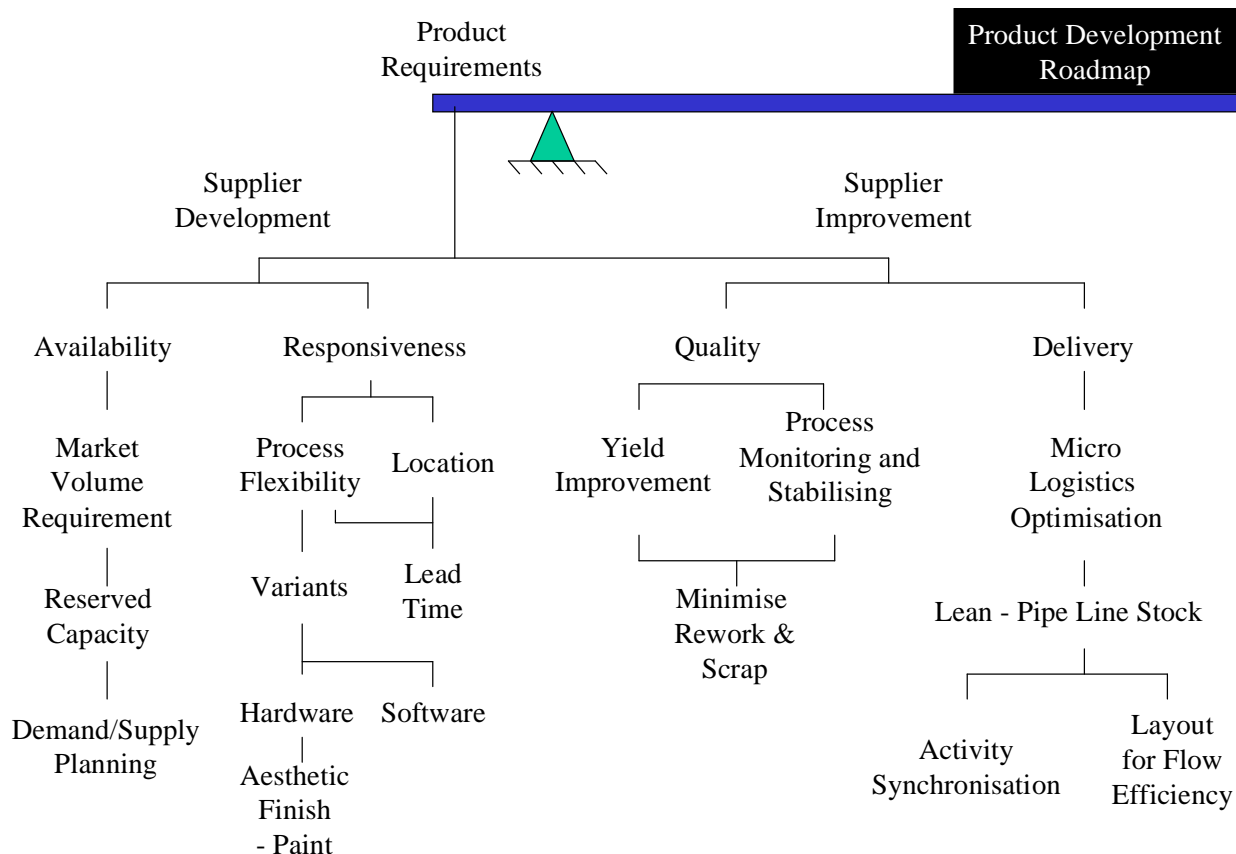 Product
Requirements
Product Development
Roadmap
Supplier
Development
Supplier
Improvement
Availability
Responsiveness
Quality
Delivery
Market
Volume
Requirement
Process
Flexibility
Location
Yield
Improvement
Process
Monitoring and
Stabilising
Micro
Logistics
Optimisation
Reserved
Capacity
Variants
Lead
Time
Minimise
Rework &
Scrap
Lean - Pipe Line Stock
Demand/Supply
Planning
Hardware
Software
Aesthetic
Finish
- Paint
Activity
Synchronisation
Layout
for Flow
Efficiency